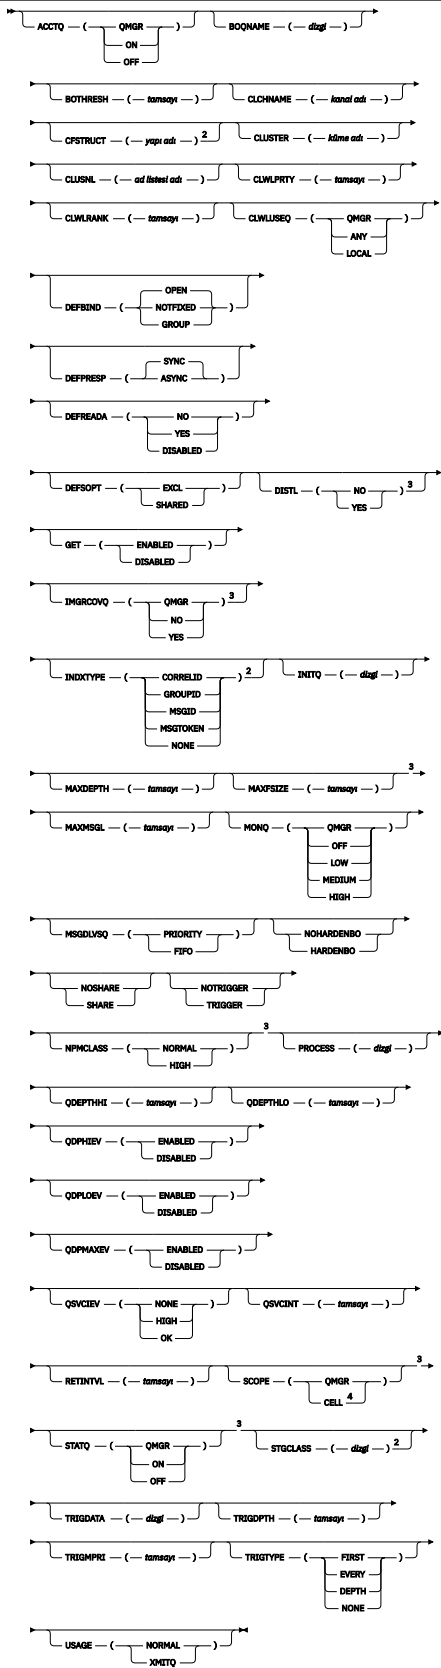 ACCTQ ( QMGR )
ON
OFF
BOQNAME ( dizgi )
BOTHRESH ( tamsayı )
CLCHNAME ( kanal adı )
CFSTRUCT ( yapı adı ) 2
CLUSTER ( küme adı )
CLUSNL ( ad listesi adı )
CLWLPRTY ( tamsayı )
CLWLRANK ( tamsayı )
CLWLUSEQ ( QMGR )
ANY
LOCAL
OPEN
DEFBIND ( NOTFIXED )
GROUP
SYNC
DEFPRESP ( ASYNC )
DEFREADA ( NO )
YES
DISABLED
DEFSOPT ( EXCL )
SHARED
DISTL ( NO ) 3
YES
GET ( ENABLED )
DISABLED
IMGRCOVQ ( QMGR ) 3
NO
YES
INDXTYPE ( CORRELID ) 2
GROUPID
MSGID
MSGTOKEN
NONE
INITQ ( dizgi )
MAXDEPTH ( tamsayı )
MAXFSIZE ( tamsayı ) 3
MAXMSGL ( tamsayı )
MONQ ( QMGR )
OFF
LOW
MEDIUM
HIGH
MSGDLVSQ ( PRIORITY )
FIFO
NOHARDENBO
HARDENBO
NOSHARE
SHARE
NOTRIGGER
TRIGGER
NPMCLASS ( NORMAL ) 3
HIGH
PROCESS ( dizgi )
QDEPTHHI ( tamsayı )
QDEPTHLO ( tamsayı )
QDPHIEV ( ENABLED )
DISABLED
QDPLOEV ( ENABLED )
DISABLED
QDPMAXEV ( ENABLED )
DISABLED
QSVCIEV ( NONE )
HIGH
OK
QSVCINT ( tamsayı )
RETINTVL ( tamsayı )
SCOPE ( QMGR ) 3
CELL 4
STATQ ( QMGR ) 3
ON
OFF
STGCLASS ( dizgi ) 2
TRIGDATA ( dizgi )
TRIGDPTH ( tamsayı )
TRIGMPRI ( tamsayı )
TRIGTYPE ( FIRST )
EVERY
DEPTH
NONE
USAGE ( NORMAL )
XMITQ